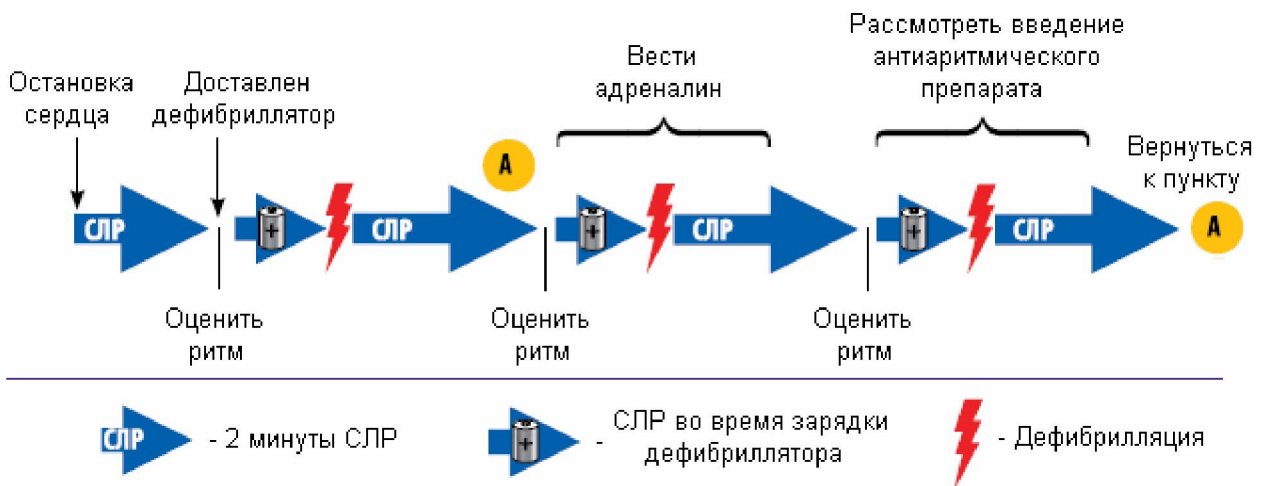 Остановка
сердца
Доставлен
дефибриллятор
Вести
адреналин
Рассмотреть введение
антиаритмического
препарата
Вернуться
к пункту
А
А
СЛР
СЛР
СЛР
СЛР
Оценить
ритм
Оценить
ритм
Оценить
ритм
СЛР
- 2 минуты СЛР
- СЛР во время зарядки
дефибриллятора
- Дефибрилляция